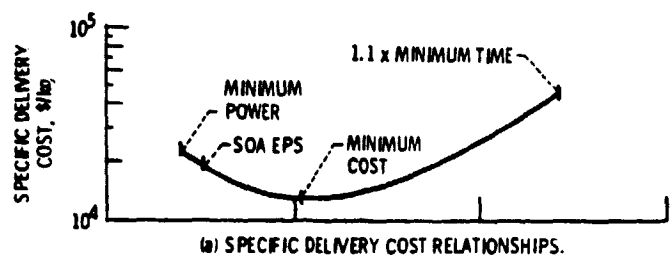 10⁵
1.1 x MINIMUM TIME
SPECIFIC DELIVERY
COST, $/kg,
MINIMUM
POWER
SOA EPS
MINIMUM
COST
10⁴
(a) SPECIFIC DELIVERY COST RELATIONSHIPS.